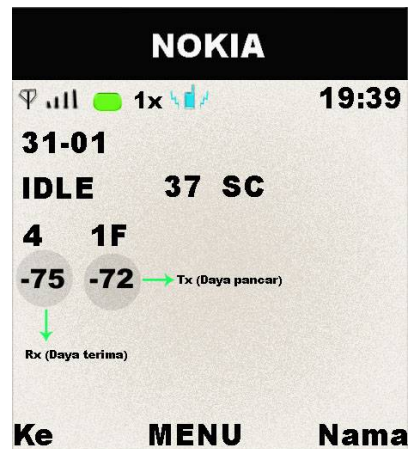 NOKIA
1x 19:39
31-01
IDLE 37 SC
4 1F
-75 -72 Tx (Daya pancar)
Rx (Daya terima)
Ke MENU Nama